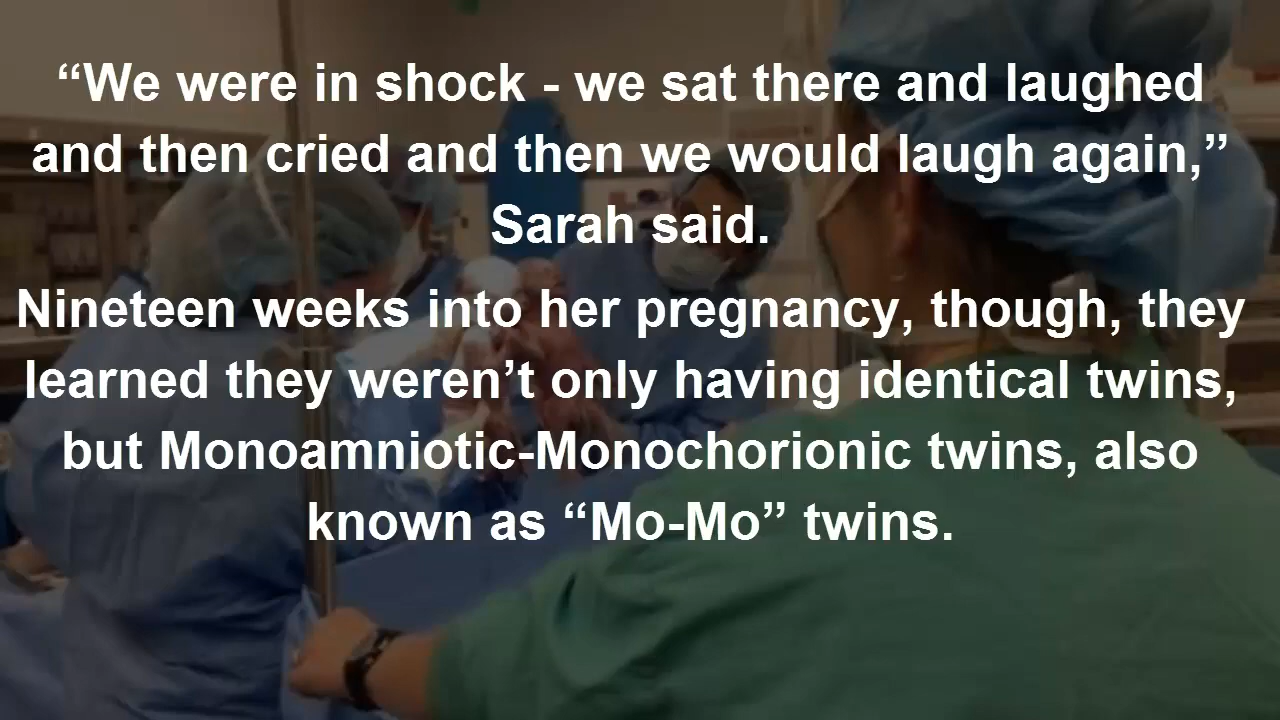 “We were in shock - we sat there and laughed
and then cried and then we would laugh again,”
Sarah said.
Nineteen weeks into her pregnancy, though, they
learned they weren’t only having identical twins,
but Monoamniotic-Monochorionic twins, also
known as “Mo-Mo” twins.